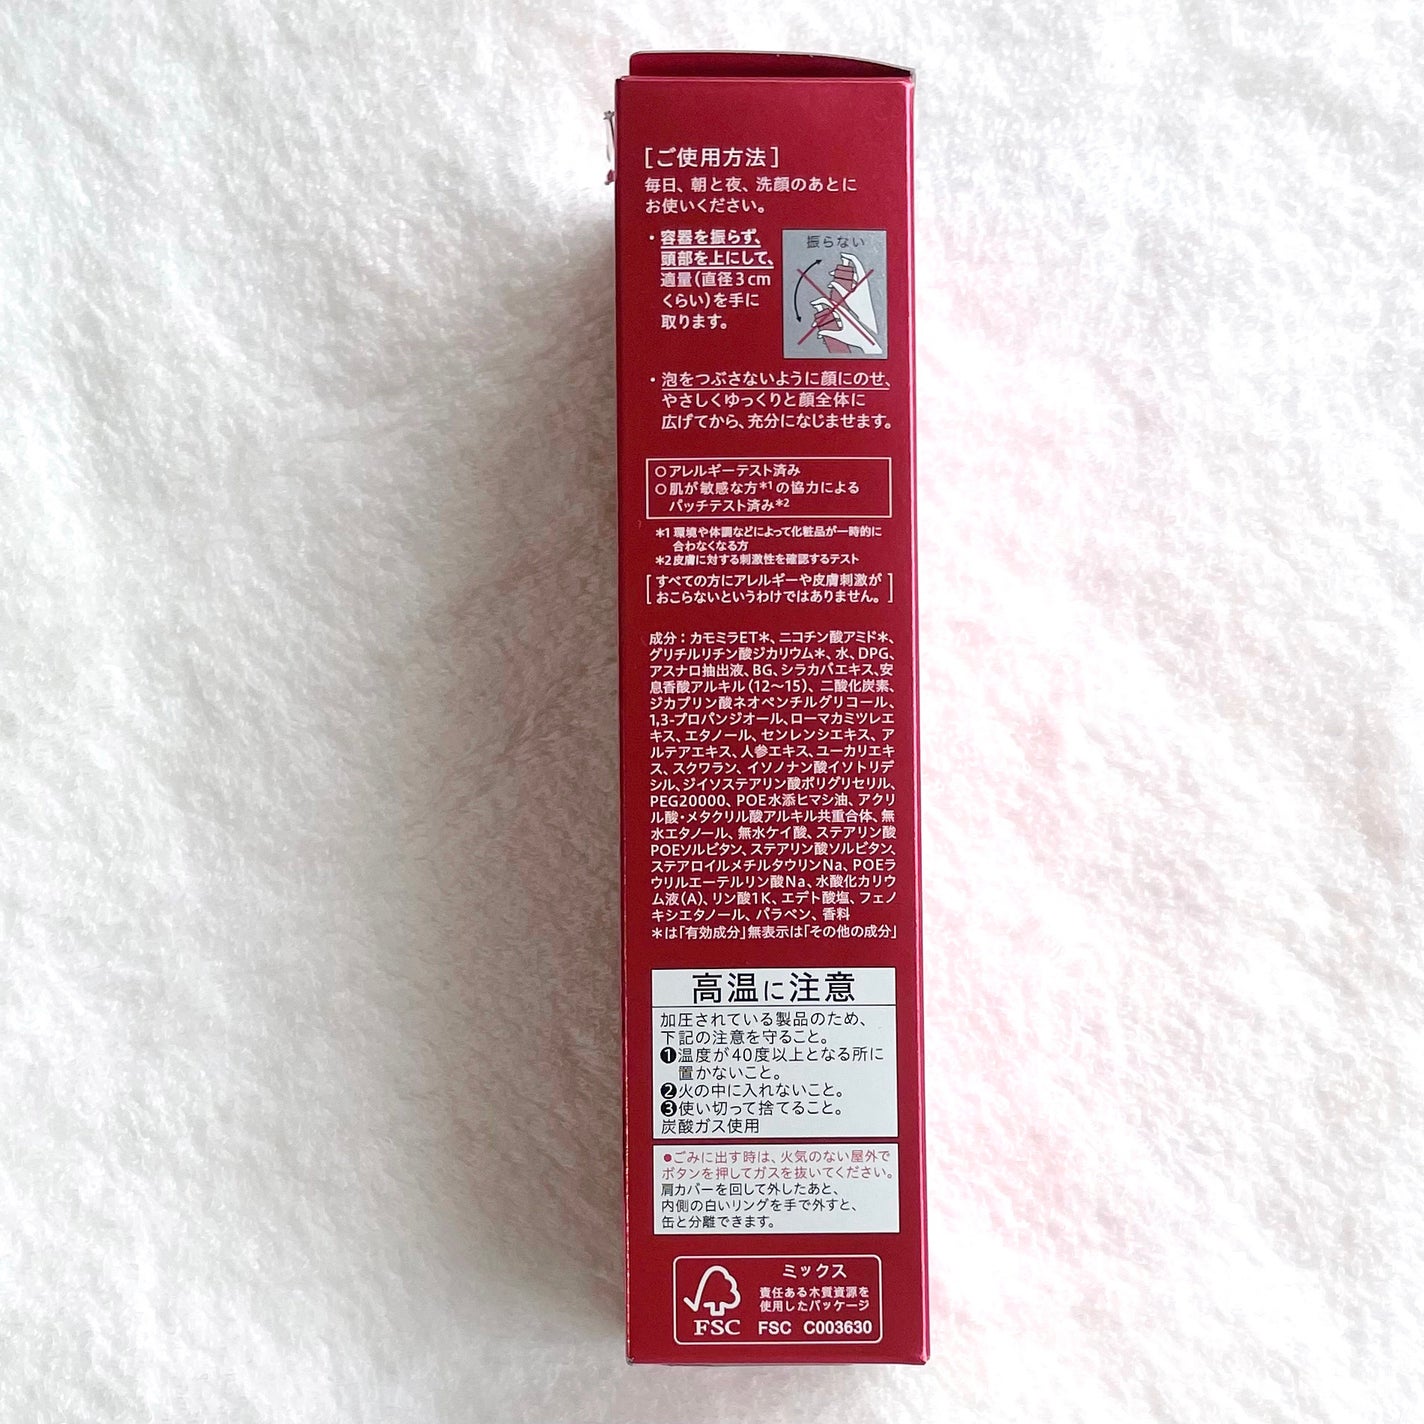 [ご使用方法]
毎日、朝と夜、洗顔のあとに
お使いください。
・容器を振らず、
頭部を上にして、
適量(直径3cm
くらい)を手に
取ります。
振らない
・泡をつぶさないように顔にのせ、
やさしくゆっくりと顔全体に
広げてから、充分になじませます。
○アレルギーテスト済み
○肌が敏感な方*1の協力による
パッチテスト済み*2
*1 環境や体調などによって化粧品が一時的に
合わなくなる方
*2 皮膚に対する刺激性を確認するテスト
[すべての方にアレルギーや皮膚刺激が
おこらないというわけではありません。]
成分:カモミラET*、ニコチン酸アミド*、
グリチルリチン酸ジカリウム*、水、DPG、
アスナロ抽出液、BG、シラカバエキス、安
息香酸アルキル(12〜15)、二酸化炭素、
ジカプリン酸ネオペンチルグリコール、
1,3-プロパンジオール、ローマカミツレエ
キス、エタノール、センレンシエキス、ア
ルテアエキス、人参エキス、ユーカリエキ
ス、スクワラン、イソノナン酸イソトリデ
シル、ジイソステアリン酸ポリグリセリル、
PEG20000、POE水添ヒマシ油、アクリ
ル酸・メタクリル酸アルキル共重合体、無
水エタノール、無水ケイ酸、ステアリン酸
POEソルビタン、ステアリン酸ソルビタン、
ステアロイルメチルタウリンNa、POEラ
ウリルエーテルリン酸Na、水酸化カリウ
ム液(A)、リン酸1K、エデト酸塩、フェノ
キシエタノール、パラベン、香料
*は「有効成分」無表示は「その他の成分」
高温に注意
加圧されている製品のため、
下記の注意を守ること。
❶温度が40度以上となる所に
置かないこと。
❷火の中に入れないこと。
❸使い切って捨てること。
炭酸ガス使用
●ごみに出す時は、火気のない屋外で
ボタンを押してガスを抜いてください。
肩カバーを回して外したあと、
内側の白いリングを手で外すと、
缶と分離できます。
ミックス
責任ある木質資源を
使用したパッケージ
FSC FSC C003630